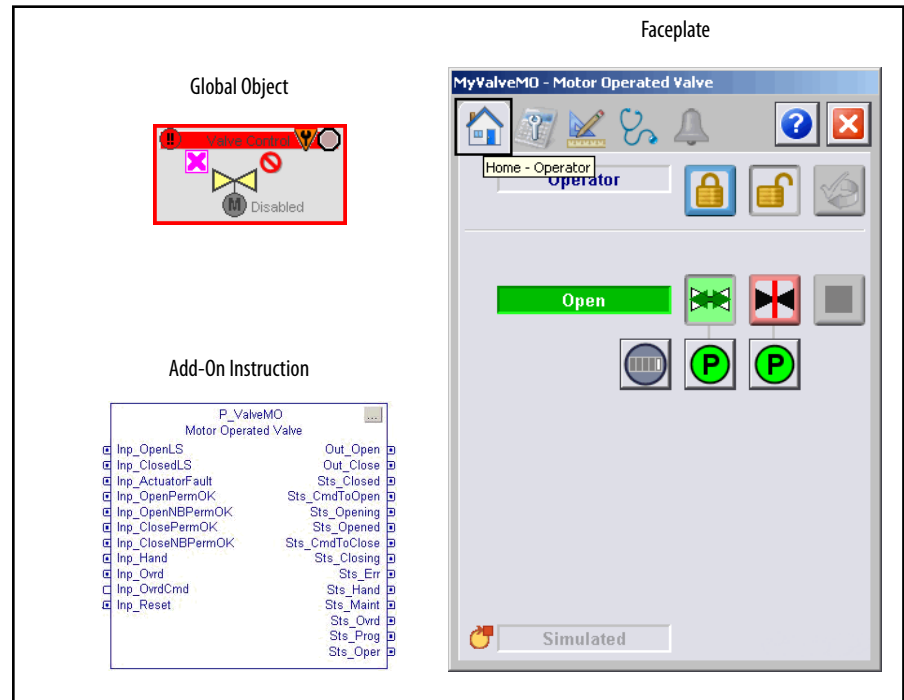 Faceplate
Global Object
!!
Valve Control
M
Disabled
MyValveMO - Motor Operated Valve
?
Home - Operator
Operator
Open
P
P
Simulated
Add-On Instruction
P_ValveMO
...
Motor Operated Valve
Inp_OpenLS Out_Open
Inp_ClosedLS Out_Close
Inp_ActuatorFault Sts_Closed
Inp_OpenPermOK Sts_CmdToOpen
Inp_OpenNBPermOK Sts_Opening
Inp_ClosePermOK Sts_Opened
Inp_CloseNBPermOK Sts_CmdToClose
Inp_Hand Sts_Closing
Inp_Ovrd Sts_Err
Inp_OvrdCmd Sts_Hand
Inp_Reset Sts_Maint
Sts_Ovrd
Sts_Prog
Sts_Oper